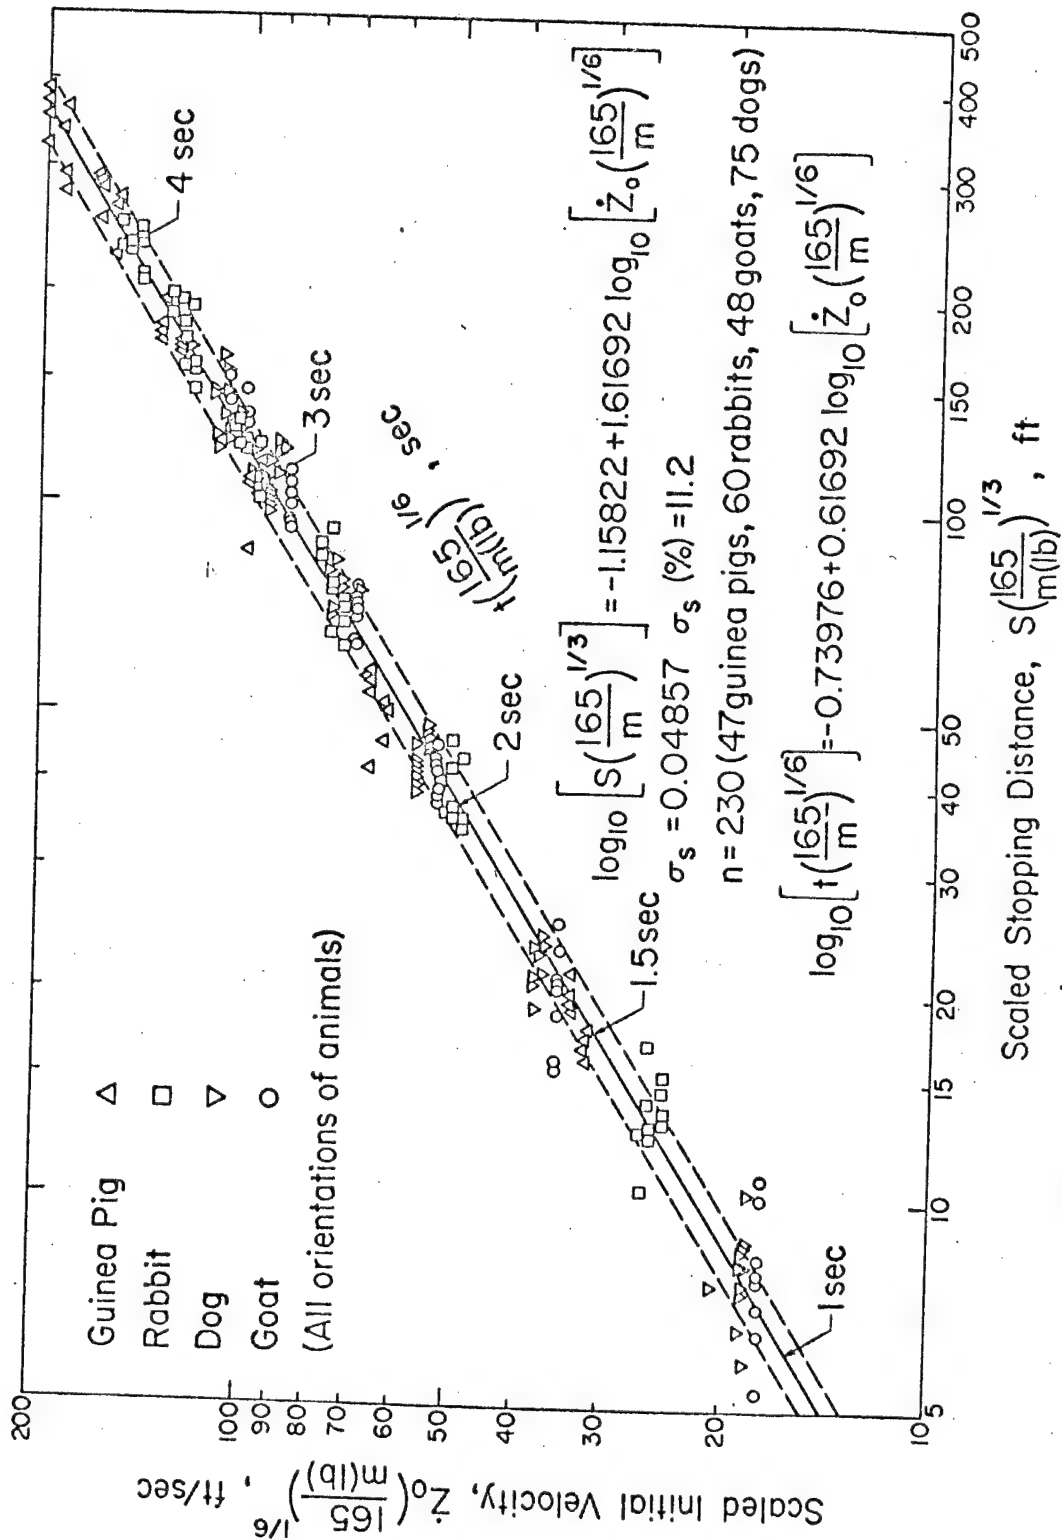 Guinea Pig △
Rabbit □
Dog ▽
Goat ○
(All orientations of animals)
4 sec
3 sec
t(165/m(lb))^1/6, sec
2 sec
1.5 sec
1 sec
log10[S(165/m)^1/3] = -1.15822+1.61692 log10[Ż0(165/m)^1/6]
σs = 0.04857 σs (%) = 11.2
n = 230 (47 guinea pigs, 60 rabbits, 48 goats, 75 dogs)
log10[t(165/m)^1/6] = -0.73976+0.61692 log10[Ż0(165/m)^1/6]
Scaled Initial Velocity, Ż0(165/m(lb))^1/6, ft/sec
200
100
90
80
70
60
50
40
30
20
10
5 10 15 20 30 40 50 100 150 200 300 400 500
Scaled Stopping Distance, S(165/m(lb))^1/3, ft